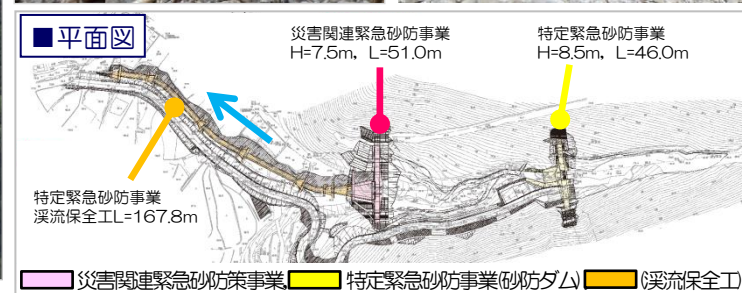 ■平面図
災害関連緊急砂防事業
H=7.5m, L=51.0m
特定緊急砂防事業
H=8.5m, L=46.0m
特定緊急砂防事業
渓流保全工L=167.8m
災害関連緊急砂防策事業, 特定緊急砂防事業(砂防ダム) (渓流保全工)